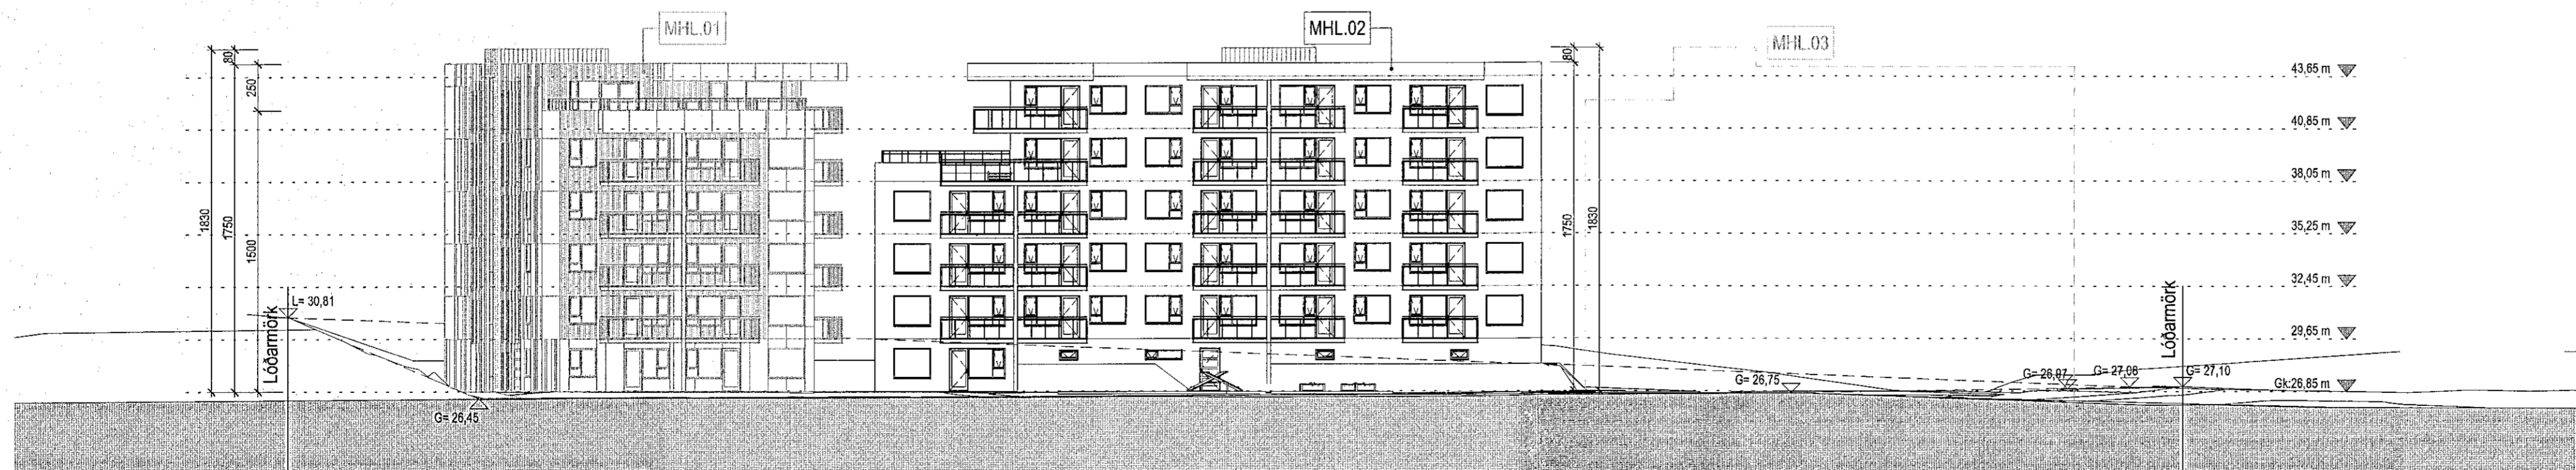 MHL.01
MHL.02
MHL.03
80
250
1830
1750
1500
80
1750
1830
43,65 m
40,85 m
38,05 m
35,25 m
32,45 m
29,65 m
Gk:26,85 m
L= 30,81
Lóðarmörk
G= 26,45
G= 26,75
G= 27,08
G= 27,10
Lóðarmörk